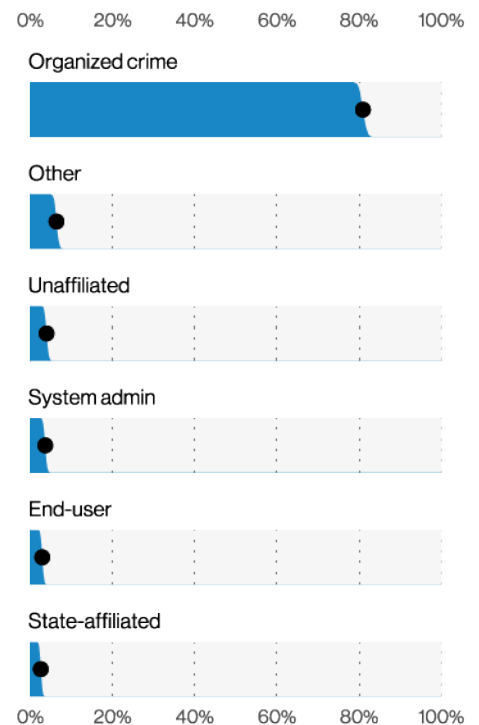 0% 20% 40% 60% 80% 100%
Organized crime
Other
Unaffiliated
System admin
End-user
State-affiliated
0% 20% 40% 60% 80% 100%